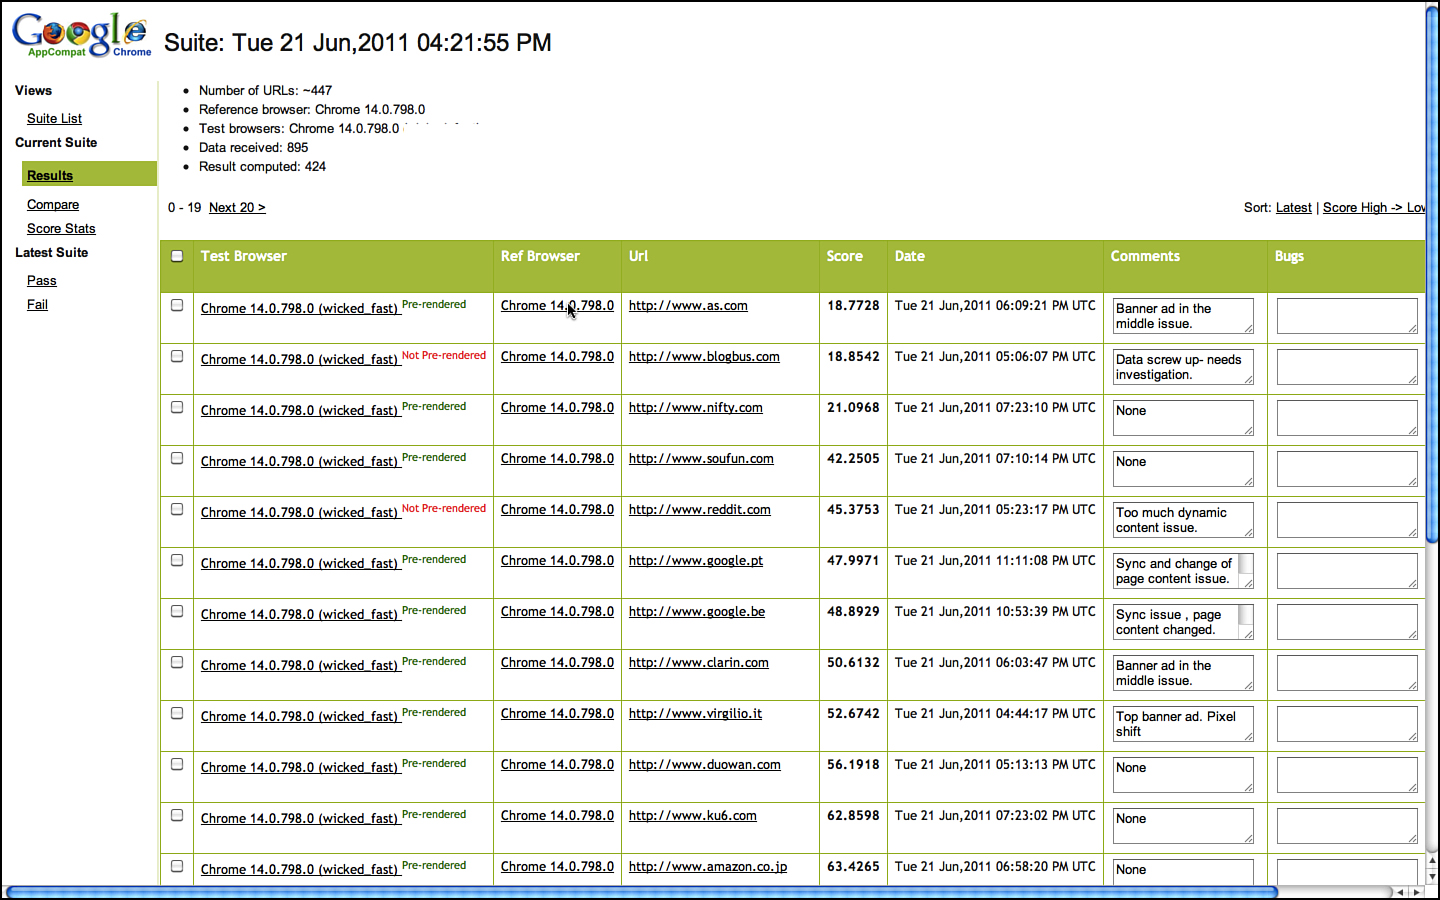 Google
AppCompat Chrome
Suite: Tue 21 Jun,2011 04:21:55 PM
Views
Suite List
Current Suite
Results
Compare
Score Stats
Latest Suite
Pass
Fail
Number of URLs: ~447
Reference browser: Chrome 14.0.798.0
Test browsers: Chrome 14.0.798.0
Data received: 895
Result computed: 424
0 - 19 Next 20 >
Sort: Latest | Score High -> Low
Test Browser Ref Browser Url Score Date Comments Bugs
Chrome 14.0.798.0 (wicked_fast) Pre-rendered Chrome 14.0.798.0 http://www.as.com 18.7728 Tue 21 Jun,2011 06:09:21 PM UTC Banner ad in the
middle issue.
Chrome 14.0.798.0 (wicked_fast) Not Pre-rendered Chrome 14.0.798.0 http://www.blogbus.com 18.8542 Tue 21 Jun,2011 05:06:07 PM UTC Data screw up- needs
investigation.
Chrome 14.0.798.0 (wicked_fast) Pre-rendered Chrome 14.0.798.0 http://www.nifty.com 21.0968 Tue 21 Jun,2011 07:23:10 PM UTC None
Chrome 14.0.798.0 (wicked_fast) Pre-rendered Chrome 14.0.798.0 http://www.soufun.com 42.2505 Tue 21 Jun,2011 07:10:14 PM UTC None
Chrome 14.0.798.0 (wicked_fast) Not Pre-rendered Chrome 14.0.798.0 http://www.reddit.com 45.3753 Tue 21 Jun,2011 05:23:17 PM UTC Too much dynamic
content issue.
Chrome 14.0.798.0 (wicked_fast) Pre-rendered Chrome 14.0.798.0 http://www.google.pt 47.9971 Tue 21 Jun,2011 11:11:08 PM UTC Sync and change of
page content issue.
Chrome 14.0.798.0 (wicked_fast) Pre-rendered Chrome 14.0.798.0 http://www.google.be 48.8929 Tue 21 Jun,2011 10:53:39 PM UTC Sync issue , page
content changed.
Chrome 14.0.798.0 (wicked_fast) Pre-rendered Chrome 14.0.798.0 http://www.clarin.com 50.6132 Tue 21 Jun,2011 06:03:47 PM UTC Banner ad in the
middle issue.
Chrome 14.0.798.0 (wicked_fast) Pre-rendered Chrome 14.0.798.0 http://www.virgilio.it 52.6742 Tue 21 Jun,2011 04:44:17 PM UTC Top banner ad. Pixel
shift
Chrome 14.0.798.0 (wicked_fast) Pre-rendered Chrome 14.0.798.0 http://www.duowan.com 56.1918 Tue 21 Jun,2011 05:13:13 PM UTC None
Chrome 14.0.798.0 (wicked_fast) Pre-rendered Chrome 14.0.798.0 http://www.ku6.com 62.8598 Tue 21 Jun,2011 07:23:02 PM UTC None
Chrome 14.0.798.0 (wicked_fast) Pre-rendered Chrome 14.0.798.0 http://www.amazon.co.jp 63.4265 Tue 21 Jun,2011 06:58:20 PM UTC None